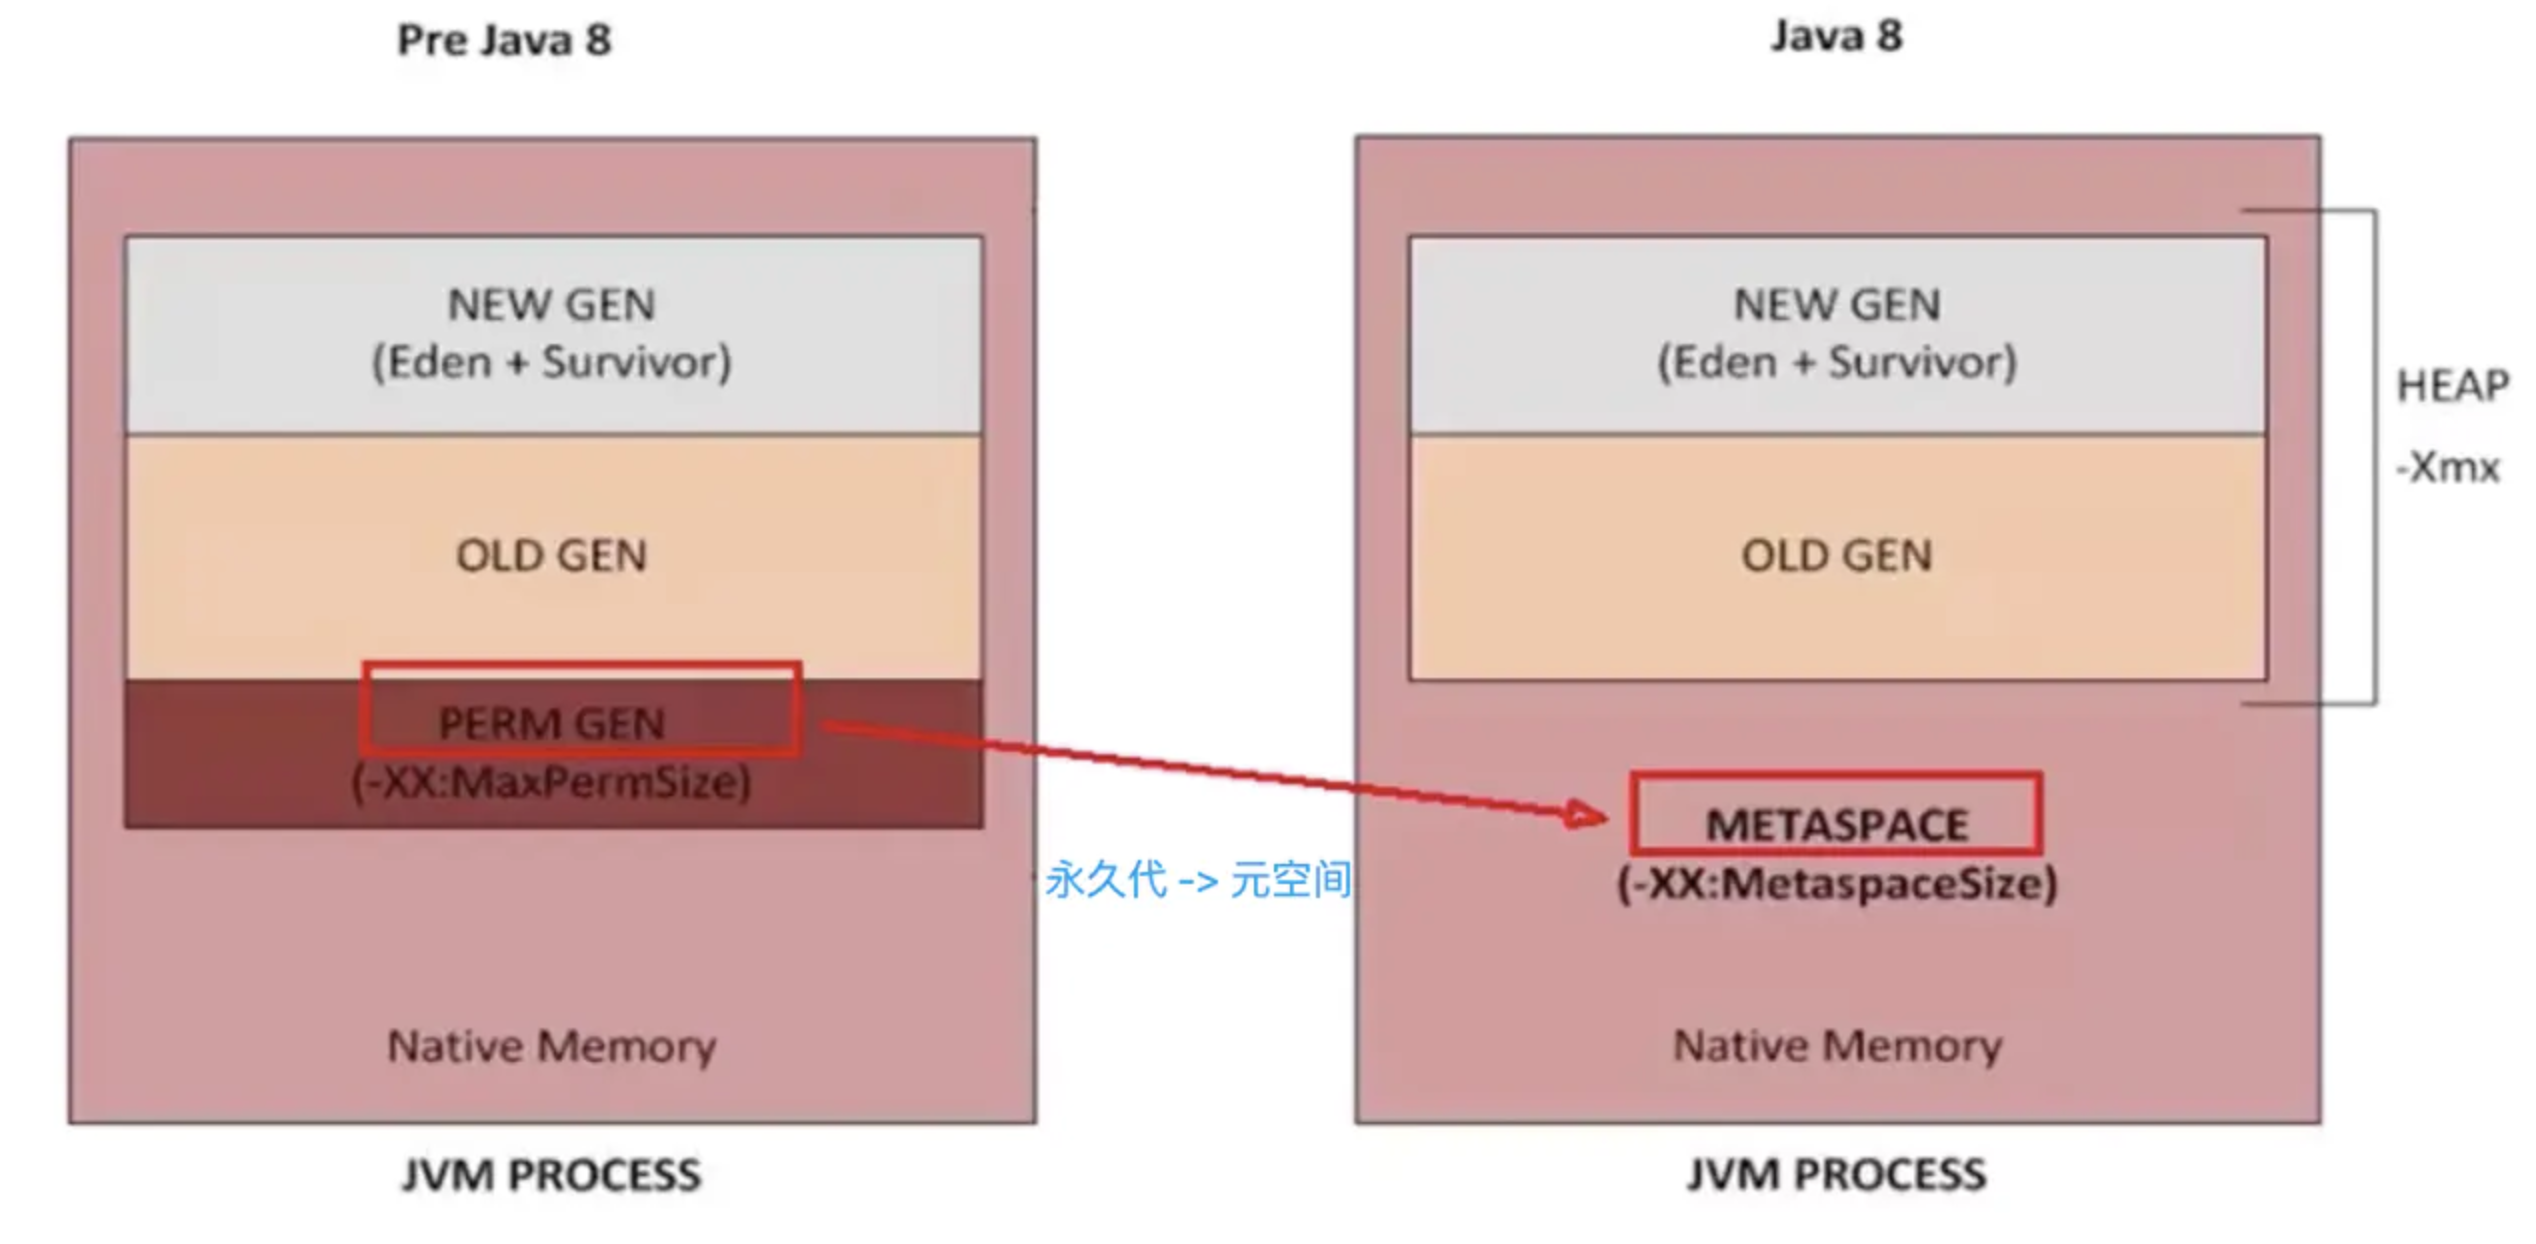 Pre Java 8
NEW GEN
(Eden + Survivor)
OLD GEN
PERM GEN
(-XX:MaxPermSize)
Native Memory
JVM PROCESS
永久代 -> 元空间
Java 8
NEW GEN
(Eden + Survivor)
OLD GEN
HEAP
-Xmx
METASPACE
(-XX:MetaspaceSize)
Native Memory
JVM PROCESS